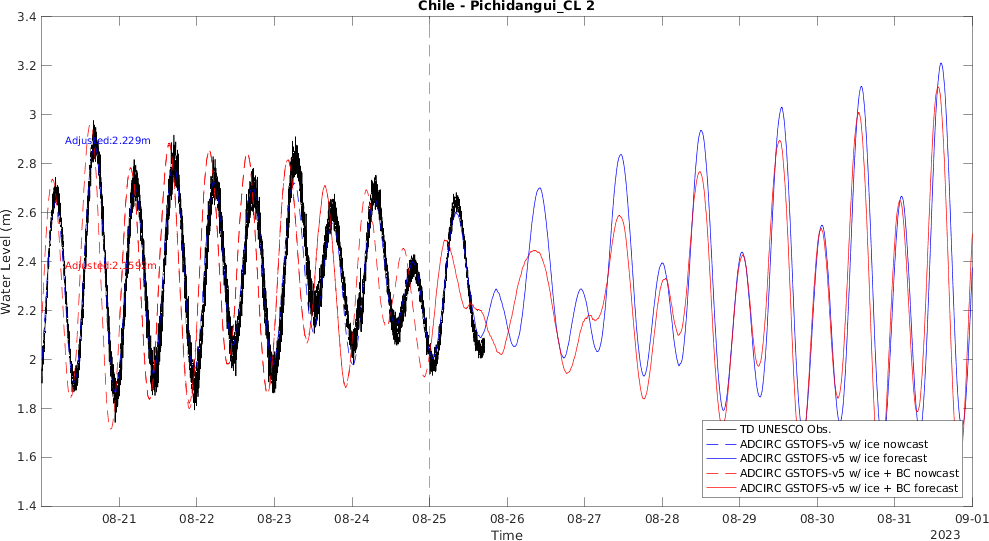 Chile - Pichidangui_CL 2
3.4
3.2
3
2.8
2.6
2.4
2.2
2
1.8
1.6
1.4
Water Level (m)
Adjusted:2.229m
TD UNESCO Obs.
ADCIRC GSTOFS-v5 w/ ice nowcast
ADCIRC GSTOFS-v5 w/ ice forecast
ADCIRC GSTOFS-v5 w/ ice + BC nowcast
ADCIRC GSTOFS-v5 w/ ice + BC forecast
08-21 08-22 08-23 08-24 08-25 08-26 08-27 08-28 08-29 08-30 08-31 09-01
Time
2023